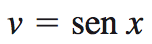 v = sen x